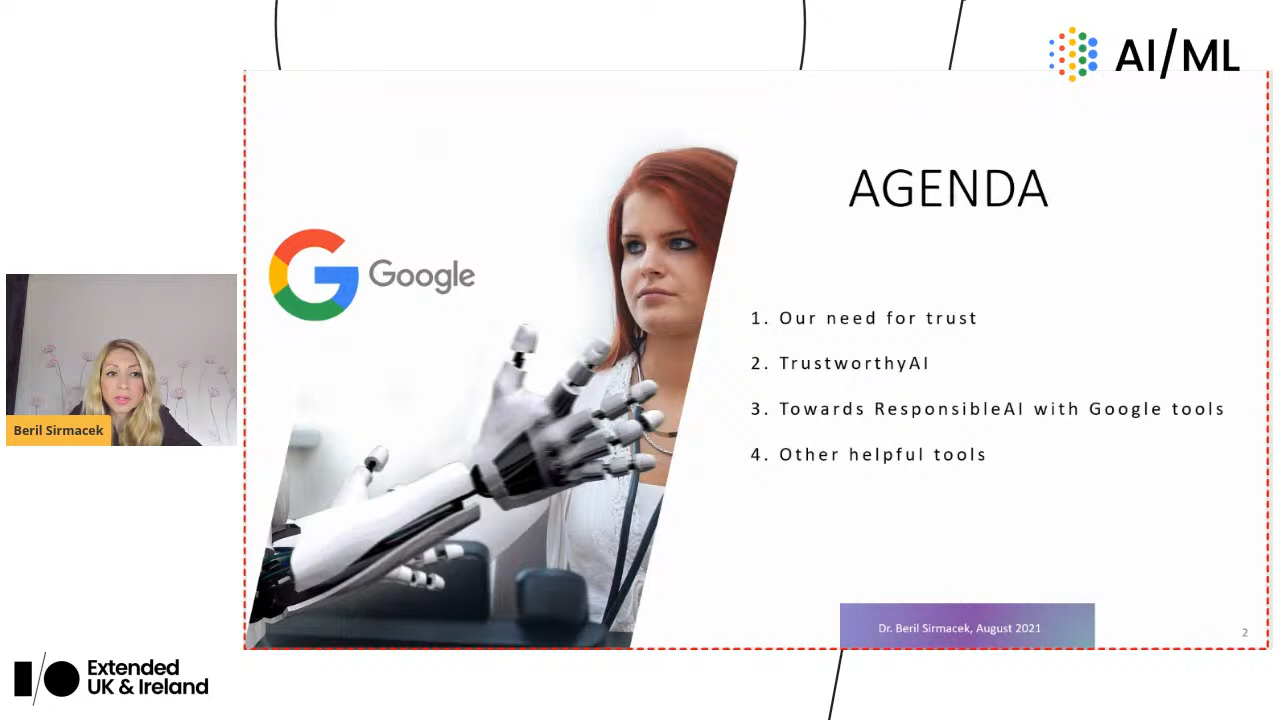 AI/ML
Google
AGENDA
1. Our need for trust
2. TrustworthyAI
3. Towards ResponsibleAI with Google tools
4. Other helpful tools
Beril Sirmacek
Dr. Beril Sirmacek, August 2021
2
I/O Extended
UK & Ireland